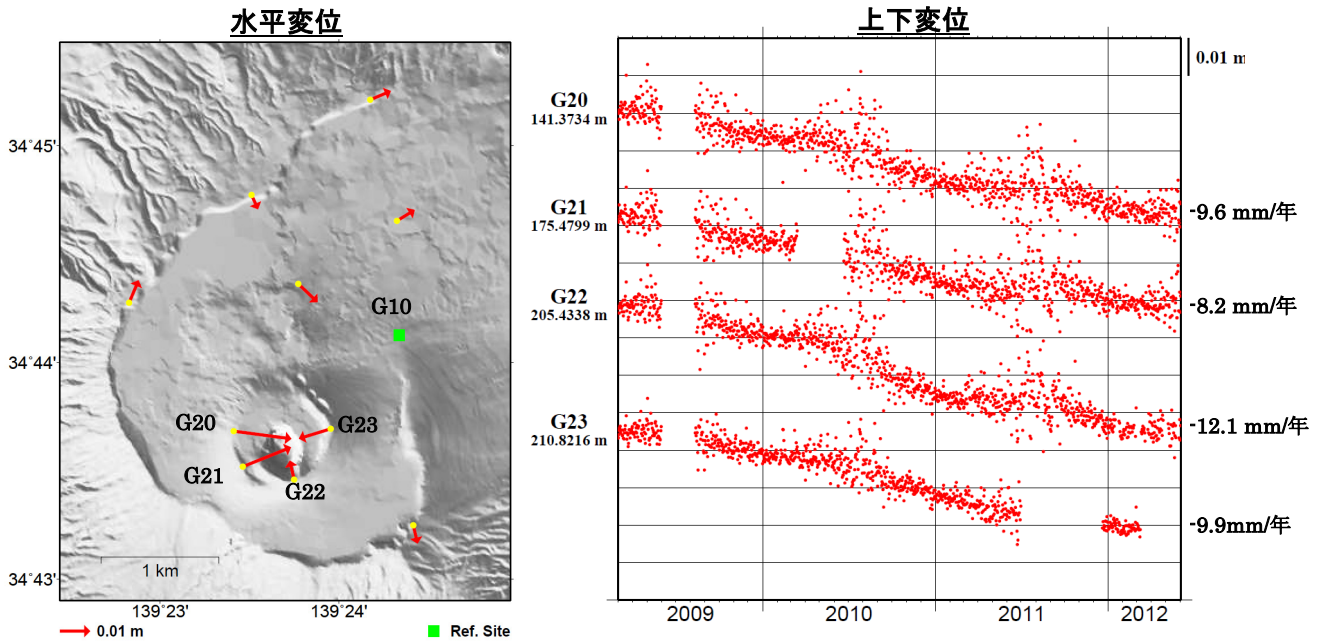 水平変位
34°45'
34°44'
34°43'
139°23'
139°24'
G10
G20
G23
G21
G22
1 km
0.01 m
Ref. Site
上下変位
0.01 m
G20
141.3734 m
G21
175.4799 m
G22
205.4338 m
G23
210.8216 m
-9.6 mm/年
-8.2 mm/年
-12.1 mm/年
-9.9mm/年
2009
2010
2011
2012